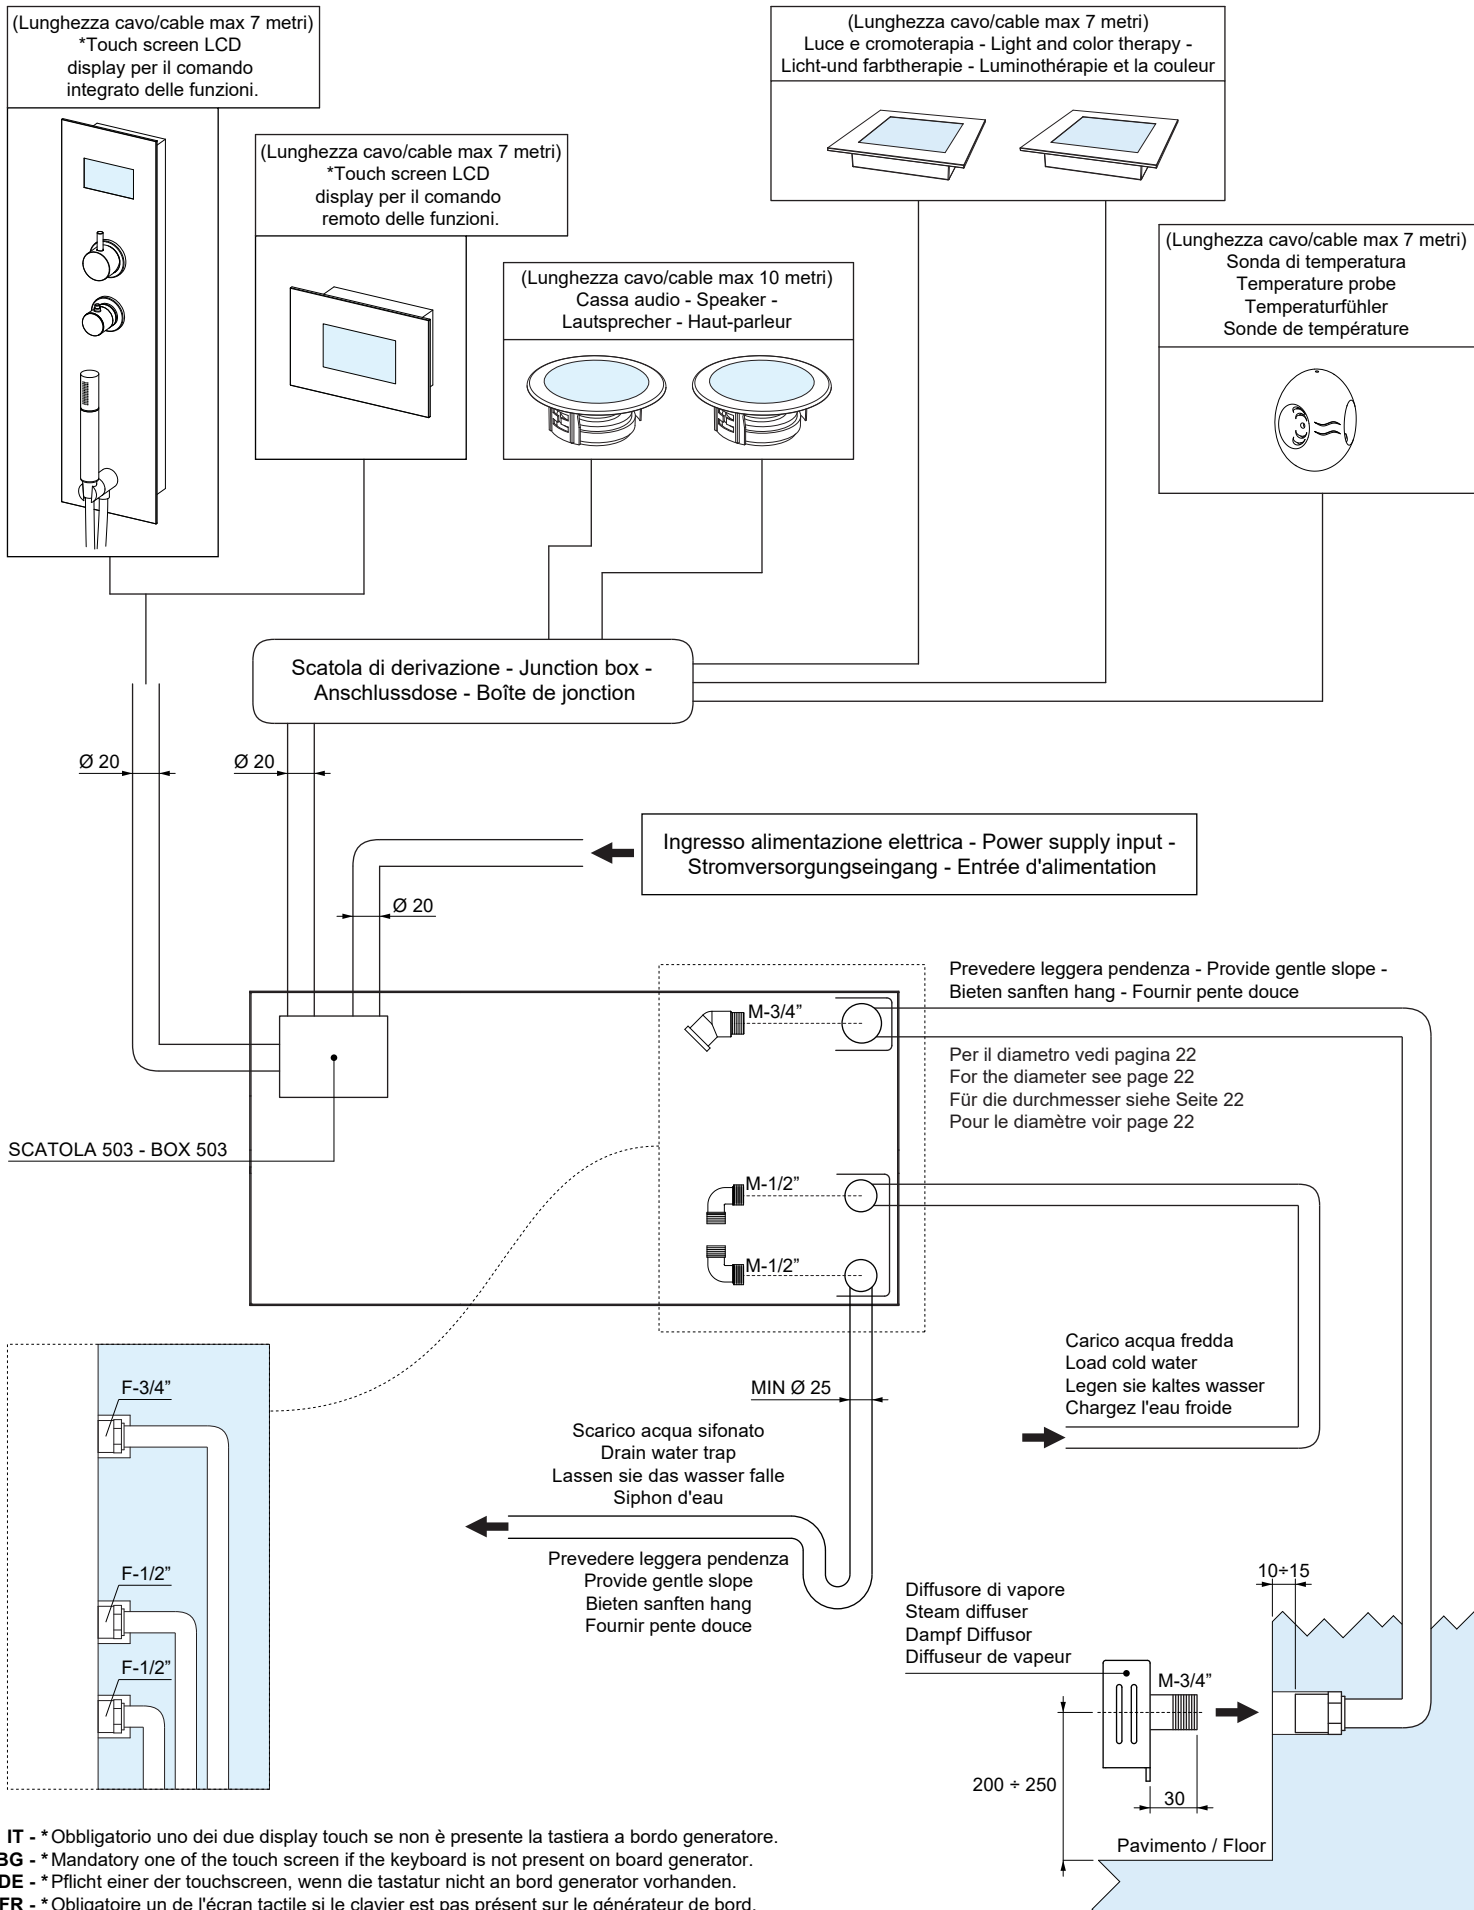 (Lunghezza cavo/cable max 7 metri)
*Touch screen LCD
display per il comando
integrato delle funzioni.
(Lunghezza cavo/cable max 7 metri)
*Touch screen LCD
display per il comando
remoto delle funzioni.
(Lunghezza cavo/cable max 10 metri)
Cassa audio - Speaker -
Lautsprecher - Haut-parleur
(Lunghezza cavo/cable max 7 metri)
Luce e cromoterapia - Light and color therapy -
Licht-und farbtherapie - Luminothérapie et la couleur
(Lunghezza cavo/cable max 7 metri)
Sonda di temperatura
Temperature probe
Temperaturfühler
Sonde de température
Scatola di derivazione - Junction box -
Anschlussdose - Boîte de jonction
Ø 20
Ø 20
Ingresso alimentazione elettrica - Power supply input -
Stromversorgungseingang - Entrée d'alimentation
Ø 20
Prevedere leggera pendenza - Provide gentle slope -
Bieten sanften hang - Fournir pente douce
M-3/4”
Per il diametro vedi pagina 22
For the diameter see page 22
Für die durchmesser siehe Seite 22
Pour le diamètre voir page 22
SCATOLA 503 - BOX 503
M-1/2”
M-1/2”
Carico acqua fredda
Load cold water
Legen sie kaltes wasser
Chargez l'eau froide
F-3/4”
MIN Ø 25
Scarico acqua sifonato
Drain water trap
Lassen sie das wasser falle
Siphon d'eau
Prevedere leggera pendenza
Provide gentle slope
Bieten sanften hang
Fournir pente douce
F-1/2”
F-1/2”
10÷15
Diffusore di vapore
Steam diffuser
Dampf Diffusor
Diffuseur de vapeur
M-3/4”
200 ÷ 250
30
Pavimento / Floor
IT - * Obbligatorio uno dei due display touch se non è presente la tastiera a bordo generatore.
BG - * Mandatory one of the touch screen if the keyboard is not present on board generator.
DE - * Pflicht einer der touchscreen, wenn die tastatur nicht an bord generator vorhanden.
FR - * Obligatoire un de l'écran tactile si le clavier est pas présent sur le générateur de bord.